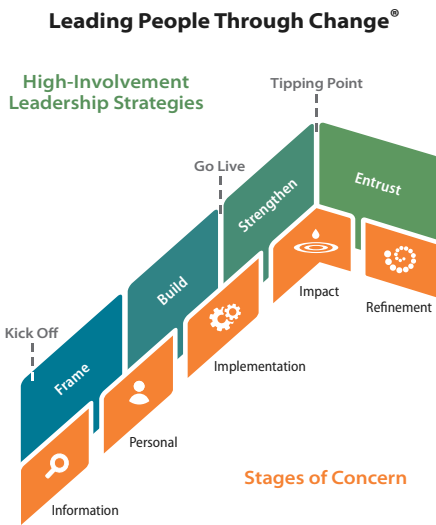 Leading People Through Change®
High-Involvement
Leadership Strategies
Tipping Point
Go Live
Kick Off
Frame
Build
Strengthen
Entrust
Information
Personal
Implementation
Impact
Refinement
Stages of Concern